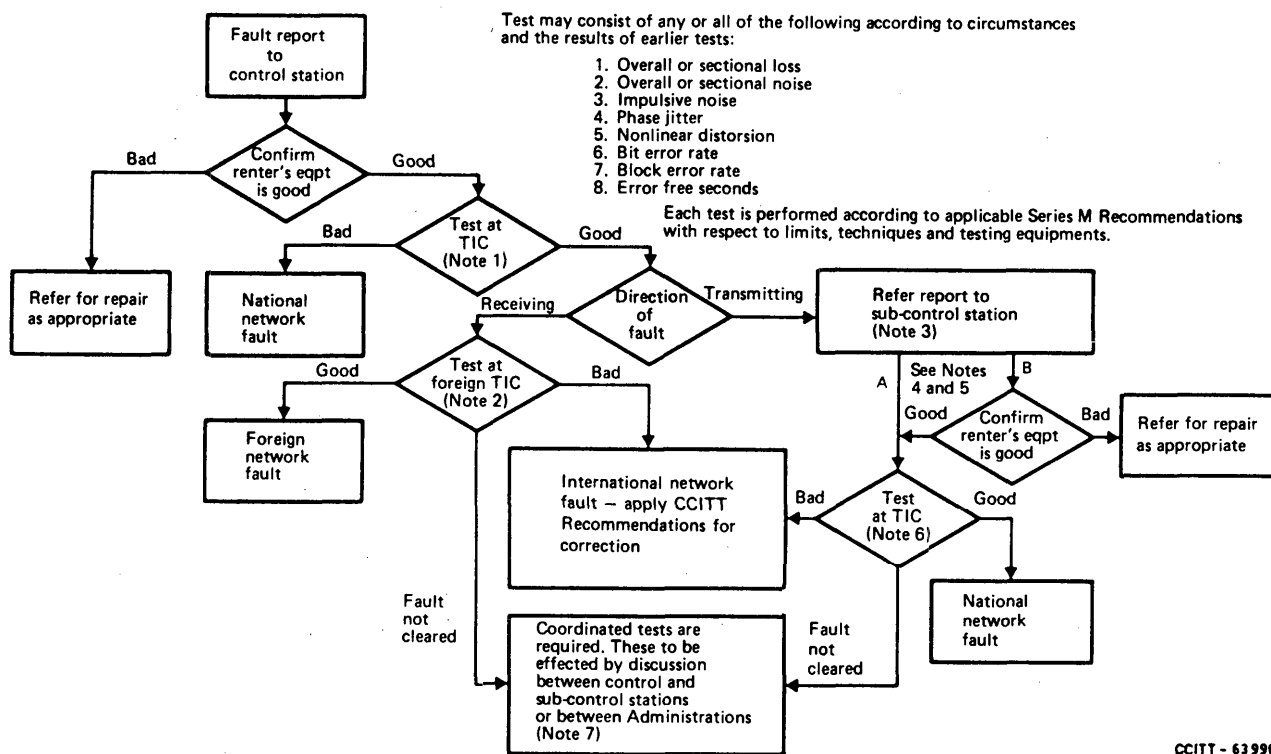 Test may consist of any or all of the following according to circumstances
and the results of earlier tests:
1. Overall or sectional loss
2. Overall or sectional noise
3. Impulsive noise
4. Phase jitter
5. Nonlinear distorsion
6. Bit error rate
7. Block error rate
8. Error free seconds
Each test is performed according to applicable Series M Recommendations
with respect to limits, techniques and testing equipments.
Fault report
to
control station
Bad
Confirm
renter's eqpt
is good
Good
Refer for repair
as appropriate
Bad
Test at
TIC
(Note 1)
Good
National
network
fault
Receiving
Direction
of
fault
Transmitting
Refer report to
sub-control station
(Note 3)
Good
Test at
foreign TIC
(Note 2)
Bad
A
See Notes
4 and 5
B
Good
Confirm
renter's eqpt
is good
Bad
Refer for repair
as appropriate
Foreign
network
fault
International network
fault — apply CCITT
Recommendations for
correction
Bad
Test
at TIC
(Note 6)
Good
National
network
fault
Fault
not
cleared
Coordinated tests are
required. These to be
effected by discussion
between control and
sub-control stations
or between Administrations
(Note 7)
Fault
not
cleared